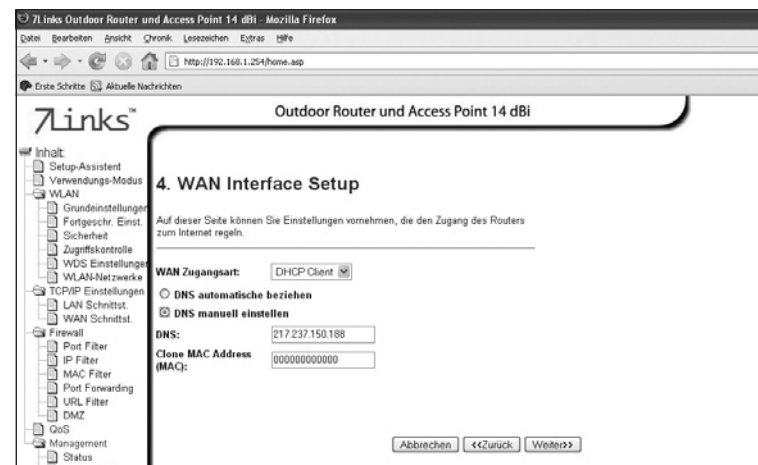 7Links Outdoor Router und Access Point 14 dBi - Mozilla Firefox
Datei Bearbeiten Ansicht Chronik Lesezeichen Extras Hilfe
http://192.168.1.254/home.asp
Erste Schritte Aktuelle Nachrichten
7Links™
Outdoor Router und Access Point 14 dBi
Inhalt:
Setup-Assistent
Verwendungs-Modus
WLAN
Grundeinstellungen
Fortgeschr. Einst.
Sicherheit
Zugriffskontrolle
WDS Einstellungen
WLAN-Netzwerke
TCP/IP Einstellungen
LAN Schnittst.
WAN Schnittst.
Firewall
Port Filter
IP Filter
MAC Filter
Port Forwarding
URL Filter
DMZ
QoS
Management
Status
4. WAN Interface Setup
Auf dieser Seite können Sie Einstellungen vornehmen, die den Zugang des Routers
zum Internet regeln.
WAN Zugangsart: DHCP Client
DNS automatische beziehen
DNS manuell einstellen
DNS: 217.237.150.188
Clone MAC Address
(MAC): 000000000000
Abbrechen <<Zurück Weiter>>